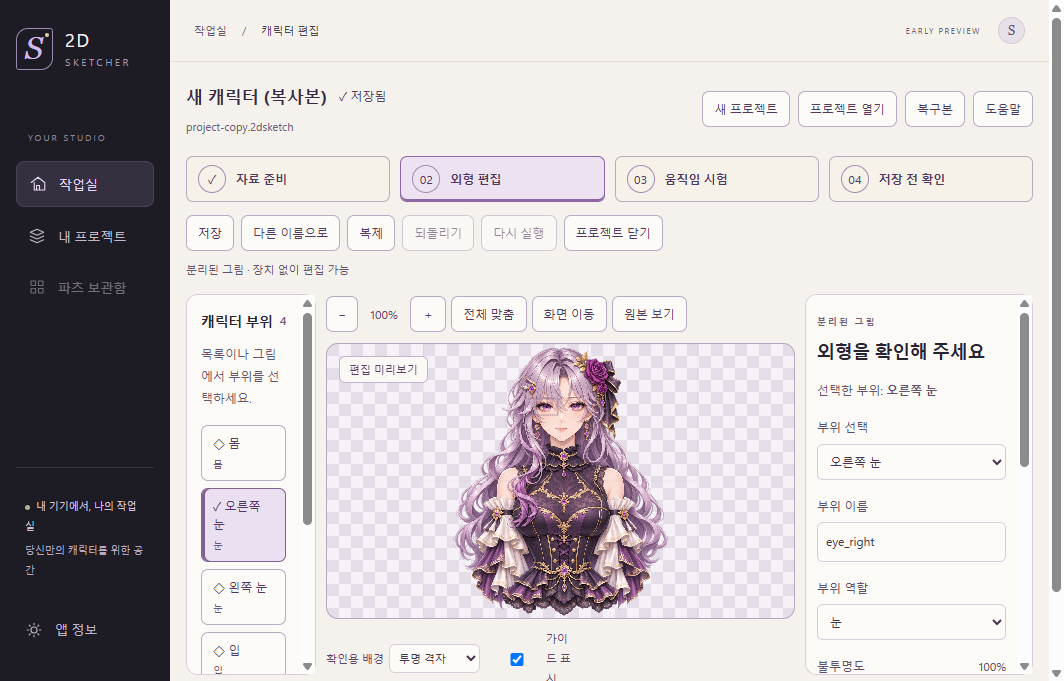 S
2D
SKETCHER
YOUR STUDIO
작업실
내 프로젝트
파츠 보관함
내 기기에서, 나의 작업
실
당신만의 캐릭터를 위한 공
간
앱 정보
작업실 / 캐릭터 편집
EARLY PREVIEW S
새 캐릭터 (복사본) ✓ 저장됨
project-copy.2dsketch
새 프로젝트 프로젝트 열기 복구본 도움말
✓ 자료 준비 02 외형 편집 03 움직임 시험 04 저장 전 확인
저장 다른 이름으로 복제 되돌리기 다시 실행 프로젝트 닫기
분리된 그림 · 장치 없이 편집 가능
캐릭터 부위 4
목록이나 그림
에서 부위를 선
택하세요.
◇ 몸
몸
✓ 오른쪽
눈
눈
◇ 왼쪽 눈
눈
◇ 입
입
− 100% + 전체 맞춤 화면 이동 원본 보기
편집 미리보기
확인용 배경 투명 격자
가이
드 표
시
분리된 그림
외형을 확인해 주세요
선택한 부위: 오른쪽 눈
부위 선택
오른쪽 눈
부위 이름
eye_right
부위 역할
눈
불투명도 100%